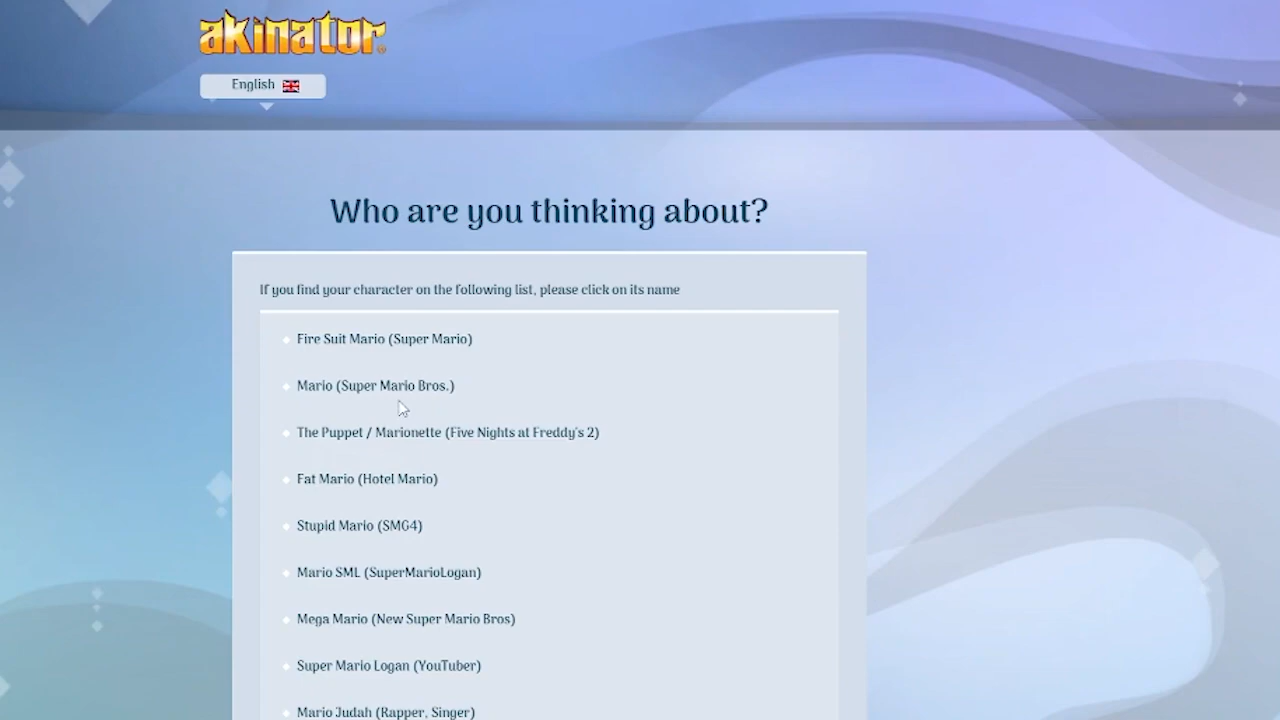 akinator®
English
Who are you thinking about?
If you find your character on the following list, please click on its name
Fire Suit Mario (Super Mario)
Mario (Super Mario Bros.)
The Puppet / Marionette (Five Nights at Freddy's 2)
Fat Mario (Hotel Mario)
Stupid Mario (SMG4)
Mario SML (SuperMarioLogan)
Mega Mario (New Super Mario Bros)
Super Mario Logan (YouTuber)
Mario Judah (Rapper, Singer)